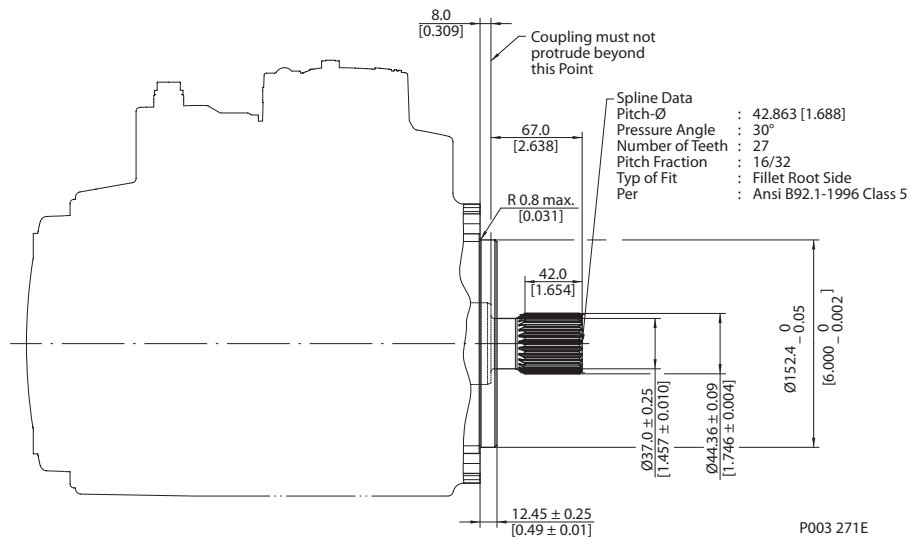 8.0
[0.309]
Coupling must not
protrude beyond
this Point
Spline Data
Pitch-Ø : 42.863 [1.688]
Pressure Angle : 30°
Number of Teeth : 27
Pitch Fraction : 16/32
Typ of Fit : Fillet Root Side
Per : Ansi B92.1-1996 Class 5
67.0
[2.638]
R 0.8 max.
[0.031]
42.0
[1.654]
Ø37.0 ± 0.25
[1.457 ± 0.010]
Ø44.36 ± 0.09
[1.746 ± 0.004]
Ø152.4 0 - 0.05
[6.000 0 - 0.002]
12.45 ± 0.25
[0.49 ± 0.01]
P003 271E